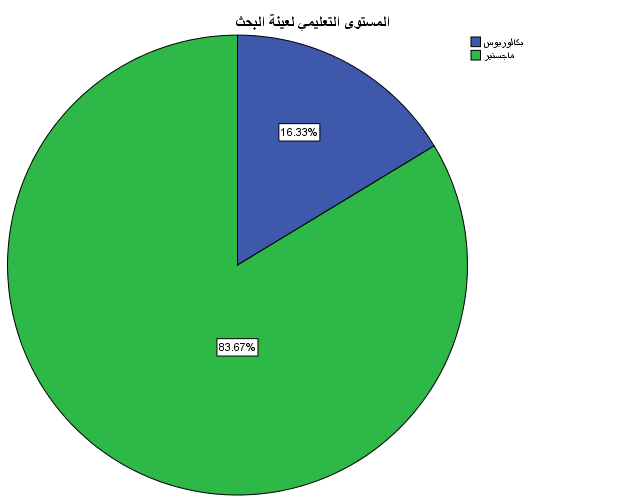 المستوى التعليمي لعينة البحث
بكالوريوس
ماجستير
16.33%
83.67%